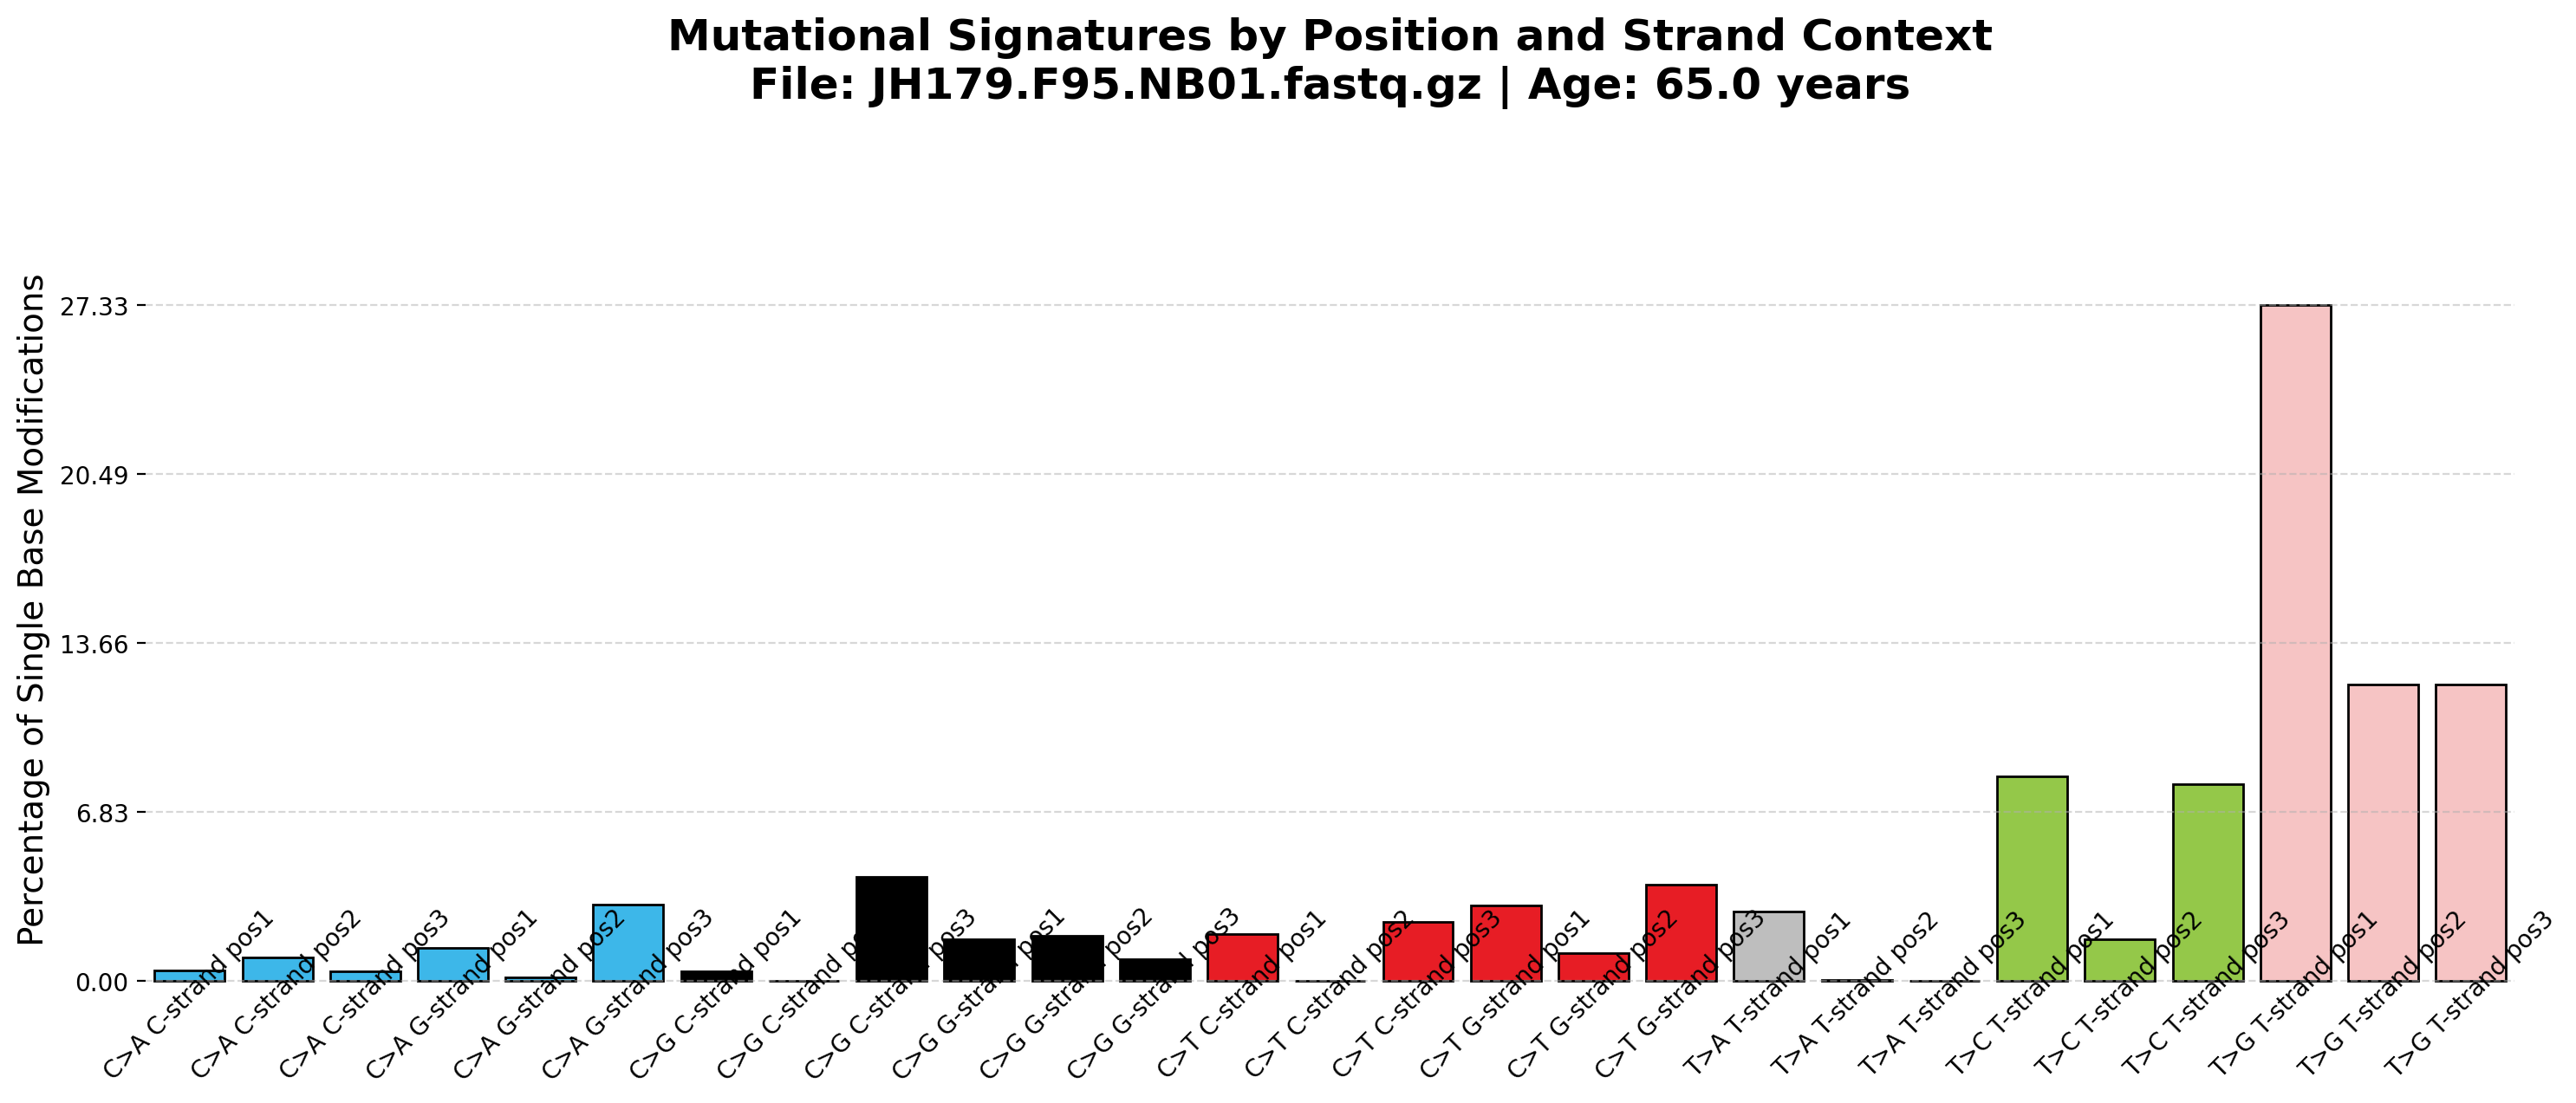 Mutational Signatures by Position and Strand Context
File: JH179.F95.NB01.fastq.gz | Age: 65.0 years
Percentage of Single Base Modifications
27.33
20.49
13.66
6.83
0.00
C>A C-strand pos1
C>A C-strand pos2
C>A C-strand pos3
C>A G-strand pos1
C>A G-strand pos2
C>A G-strand pos3
C>G C-strand pos1
C>G C-strand pos2
C>G C-strand pos3
C>G G-strand pos1
C>G G-strand pos2
C>G G-strand pos3
C>T C-strand pos1
C>T C-strand pos2
C>T C-strand pos3
C>T G-strand pos1
C>T G-strand pos2
C>T G-strand pos3
T>A T-strand pos1
T>A T-strand pos2
T>A T-strand pos3
T>C T-strand pos1
T>C T-strand pos2
T>C T-strand pos3
T>G T-strand pos1
T>G T-strand pos2
T>G T-strand pos3